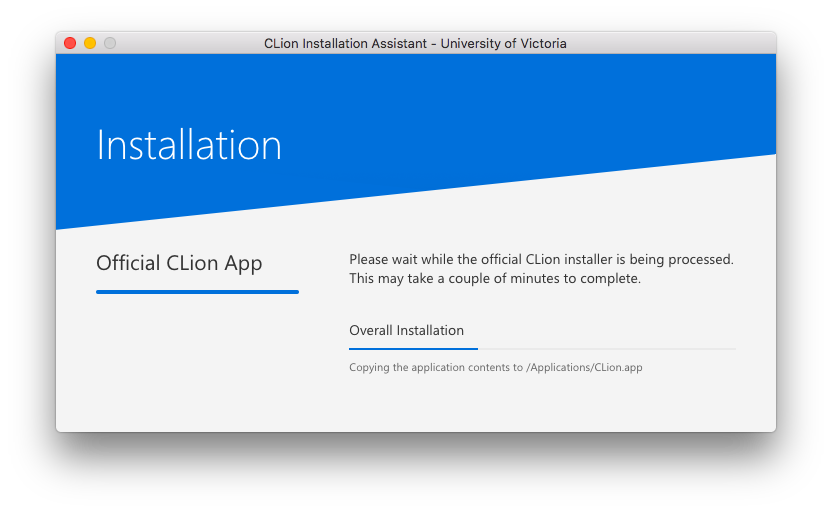 CLion Installation Assistant - University of Victoria
Installation
Official CLion App
Please wait while the official CLion installer is being processed.
This may take a couple of minutes to complete.
Overall Installation
Copying the application contents to /Applications/CLion.app